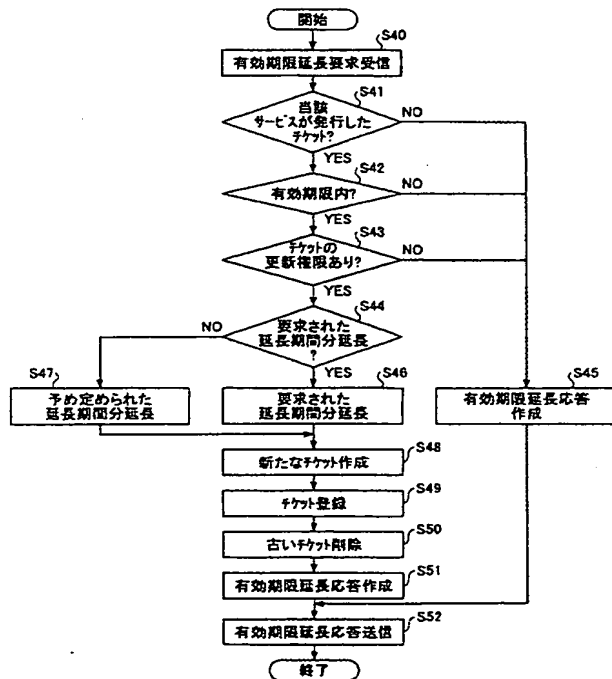 開始
S40
有効期限延長要求受信
S41
当該
サービスが発行した
チケット?
NO
YES
S42
有効期限内?
NO
YES
S43
チケットの
更新権限あり?
NO
YES
S44
要求された
延長期間分延長
?
NO
YES
S47
予め定められた
延長期間分延長
S46
要求された
延長期間分延長
S45
有効期限延長応答
作成
S48
新たなチケット作成
S49
チケット登録
S50
古いチケット削除
S51
有効期限延長応答作成
S52
有効期限延長応答送信
終了